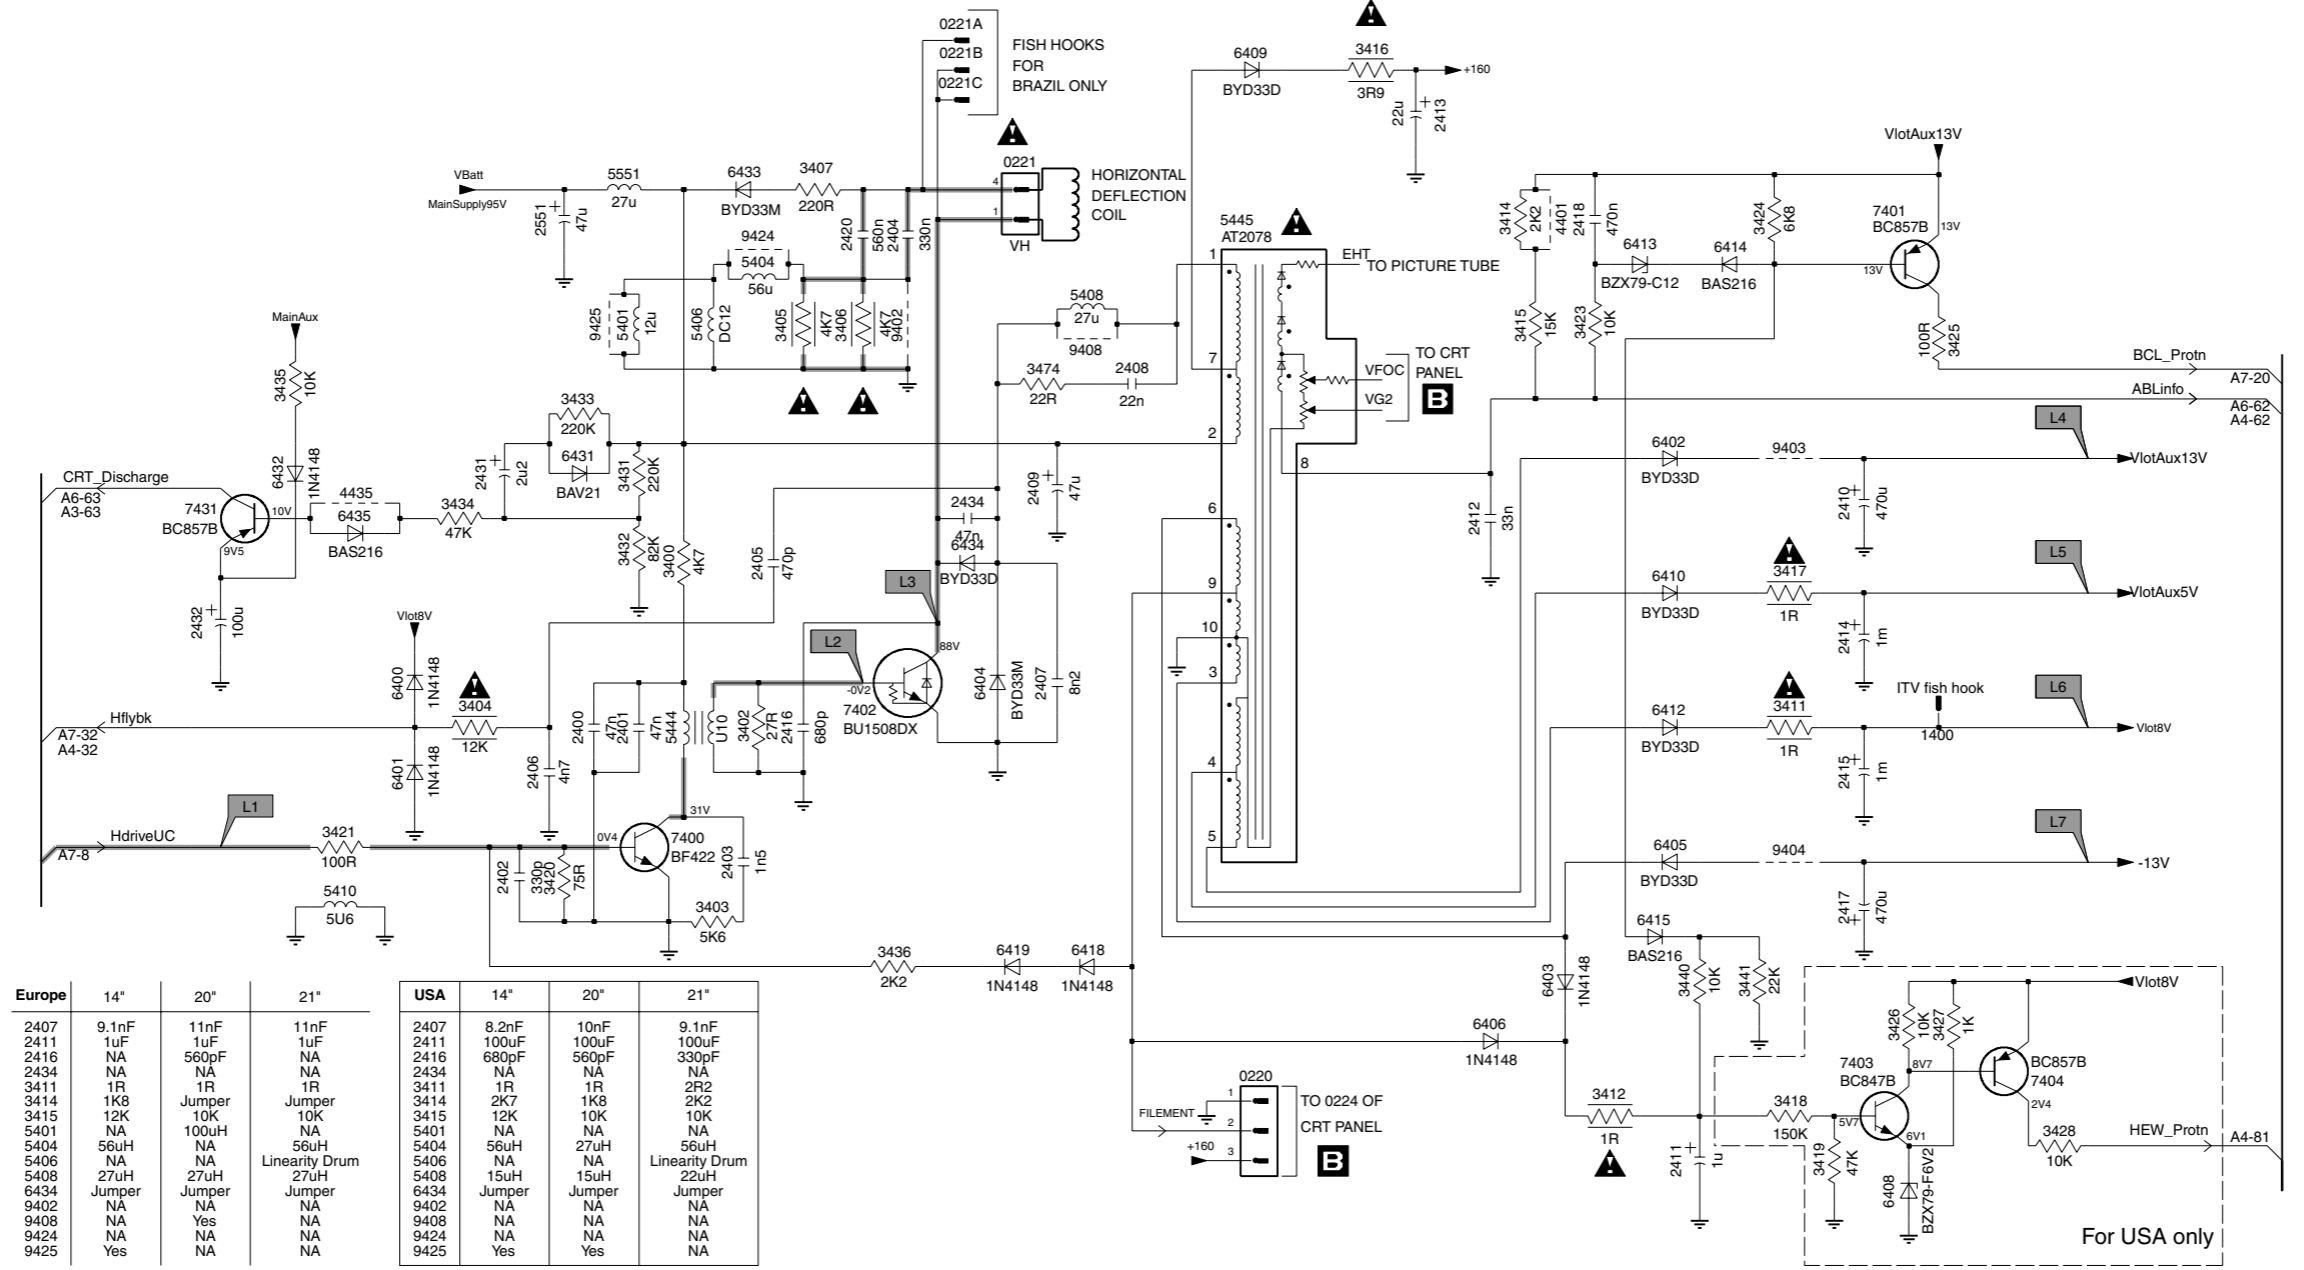 0221A
0221B
0221C
FISH HOOKS
FOR
BRAZIL ONLY
6409
BYD33D
3416
3R9
+160
22u
2413
VlotAux13V
VBatt
MainSupply95V
5551
27u
2551
47u
6433
BYD33M
3407
220R
2420
560n
2404
330n
0221
4
1
VH
HORIZONTAL
DEFLECTION
COIL
9424
5404
56u
9425
5401
12u
5406
DC12
3405
4K7
3406
4K7
9402
5445
AT2078
1
7
2
8
6
9
10
3
4
5
EHT
TO PICTURE TUBE
VFOC
VG2
TO CRT
PANEL
B
5408
27u
9408
3474
22R
2408
22n
3414
2K2
4401
2418
470n
3424
6K8
7401
BC857B
13V
13V
6413
BZX79-C12
6414
BAS216
3415
15K
3423
10K
100R
3425
BCL_Protn
A7-20
ABLinfo
A6-62
A4-62
MainAux
3435
10K
6432
1N4148
3433
220K
6431
BAV21
2431
2u2
3431
220K
3432
82K
3400
4K7
CRT_Discharge
A6-63
A3-63
7431
BC857B
10V
9V5
4435
6435
BAS216
3434
47K
2432
100u
2405
470p
2434
47n
6434
BYD33D
2409
47u
2412
33n
L3
L2
88V
-0V2
7402
BU1508DX
6404
BYD33M
2407
8n2
Vlot8V
6400
1N4148
6401
1N4148
3404
12K
Hflybk
A7-32
A4-32
2406
4n7
2400
47n
2401
47n
5444
U10
3402
27R
2416
680p
L1
HdriveUC
A7-8
3421
100R
5410
5U6
2402
330p
3420
75R
0V4
31V
7400
BF422
2403
1n5
3403
5K6
3436
2K2
6419
1N4148
6418
1N4148
6402
BYD33D
9403
L4
VlotAux13V
2410
470u
6410
BYD33D
3417
1R
L5
VlotAux5V
2414
1m
6412
BYD33D
3411
1R
ITV fish hook
1400
L6
Vlot8V
2415
1m
6405
BYD33D
9404
L7
-13V
2417
470u
6415
BAS216
6403
1N4148
3440
10K
3441
22K
6406
1N4148
3412
1R
2411
1u
0220
1
2
3
FILEMENT
+160
TO 0224 OF
CRT PANEL
B
Vlot8V
3426
10K
3427
1K
7403
BC847B
8V7
5V7
6V1
BC857B
7404
2V4
3418
150K
3419
47K
6408
BZX79-F6V2
3428
10K
HEW_Protn
A4-81
For USA only
Europe 14" 20" 21"
2407 9.1nF 11nF 11nF
2411 1uF 1uF 1uF
2416 NA 560pF NA
2434 NA NA NA
3411 1R 1R 1R
3414 1K8 Jumper Jumper
3415 12K 10K 10K
5401 NA 100uH NA
5404 56uH NA 56uH
5406 NA NA Linearity Drum
5408 27uH 27uH 27uH
6434 Jumper Jumper Jumper
9402 NA NA NA
9408 NA Yes NA
9424 NA NA NA
9425 Yes NA NA
USA 14" 20" 21"
2407 8.2nF 10nF 9.1nF
2411 100uF 100uF 100uF
2416 680pF 560pF 330pF
2434 NA NA NA
3411 1R 1R 2R2
3414 2K7 1K8 2K2
3415 12K 10K 10K
5401 NA NA NA
5404 56uH 27uH 56uH
5406 NA NA Linearity Drum
5408 15uH 15uH 22uH
6434 Jumper Jumper Jumper
9402 NA NA NA
9408 NA NA NA
9424 NA NA NA
9425 Yes Yes NA